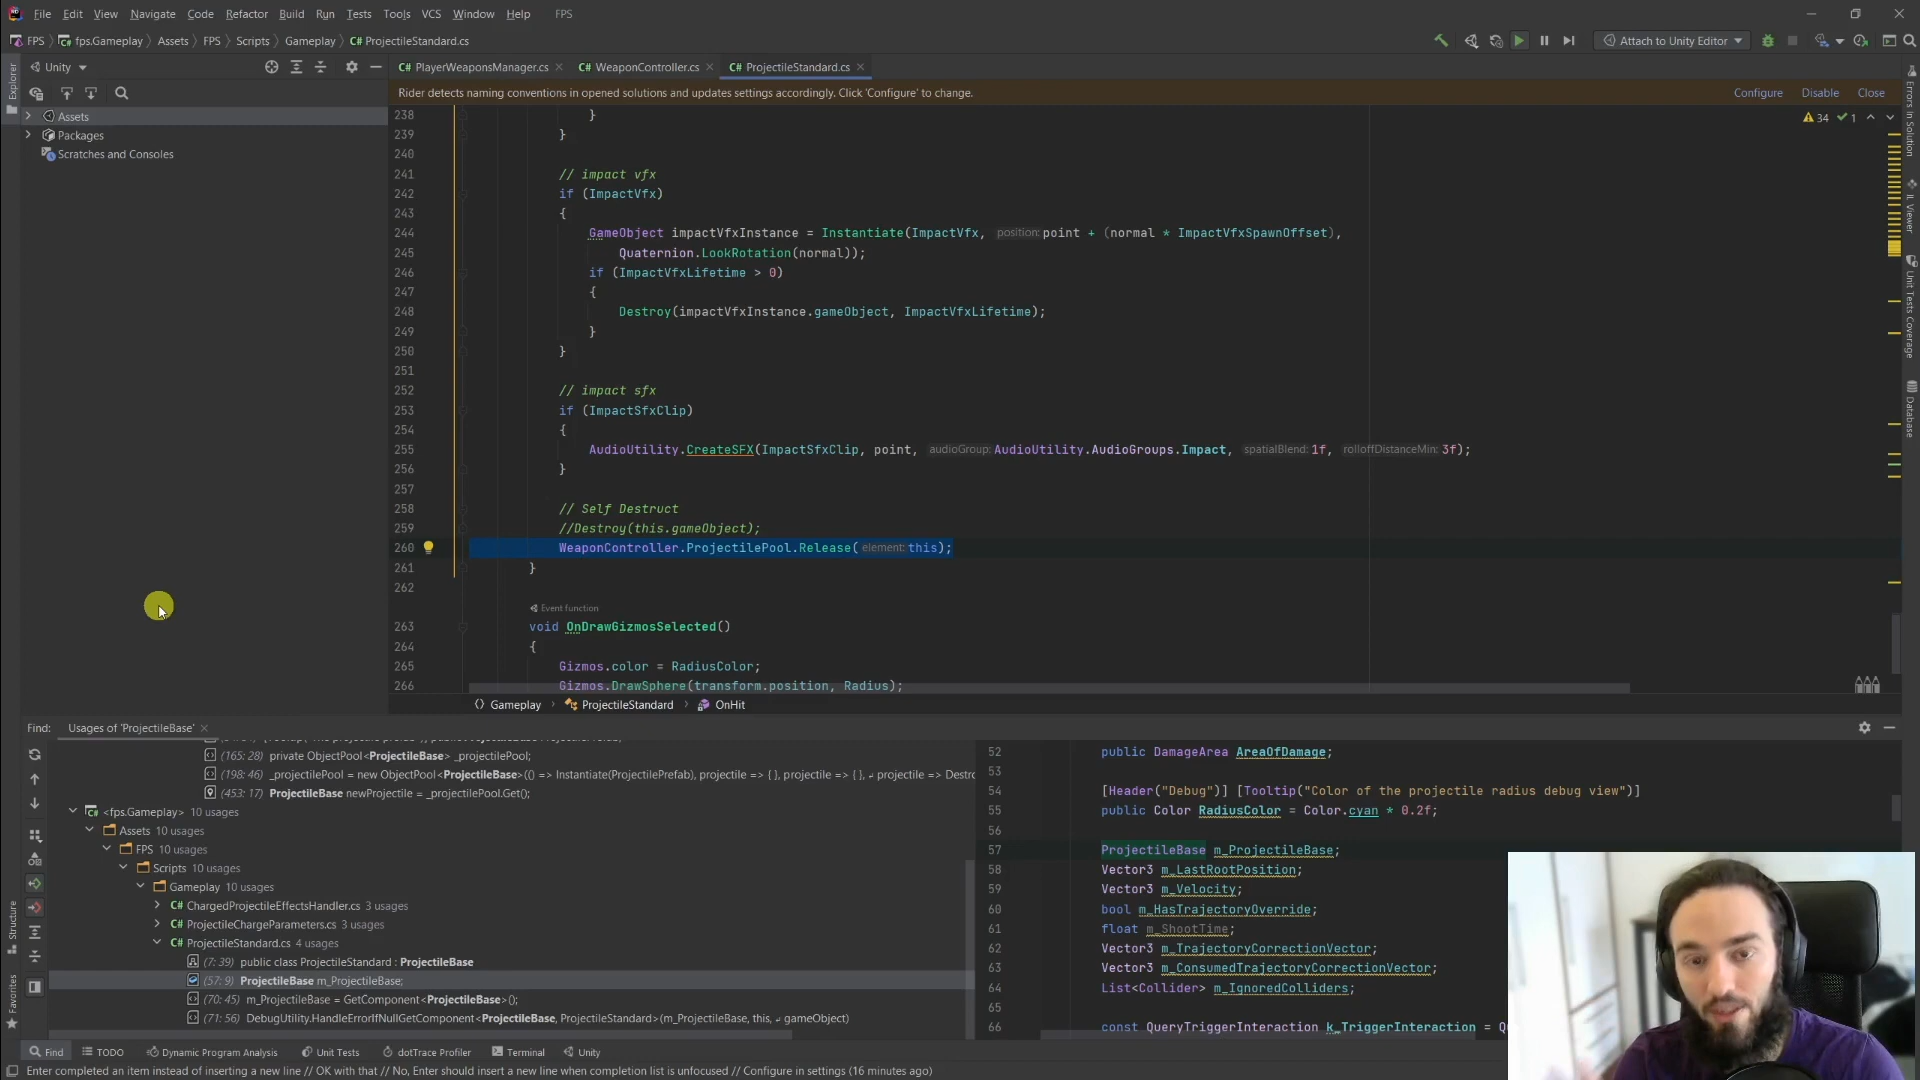 File Edit View Navigate Code Refactor Build Run Tests Tools VCS Window Help FPS
FPS fps.Gameplay Assets FPS Scripts Gameplay C# ProjectileStandard.cs
Attach to Unity Editor
Explorer
Unity
C# PlayerWeaponsManager.cs C# WeaponController.cs C# ProjectileStandard.cs
Rider detects naming conventions in opened solutions and updates settings accordingly. Click 'Configure' to change. Configure Disable Close
Assets
Packages
Scratches and Consoles
34 1
238 }
239 }
240
241 // impact vfx
242 if (ImpactVfx)
243 {
244 GameObject impactVfxInstance = Instantiate(ImpactVfx, position: point + (normal * ImpactVfxSpawnOffset),
245 Quaternion.LookRotation(normal));
246 if (ImpactVfxLifetime > 0)
247 {
248 Destroy(impactVfxInstance.gameObject, ImpactVfxLifetime);
249 }
250 }
251
252 // impact sfx
253 if (ImpactSfxClip)
254 {
255 AudioUtility.CreateSFX(ImpactSfxClip, point, audioGroup: AudioUtility.AudioGroups.Impact, spatialBlend: 1f, rolloffDistanceMin: 3f);
256 }
257
258 // Self Destruct
259 //Destroy(this.gameObject);
260 WeaponController.ProjectilePool.Release( element: this);
261 }
262
Event function
263 void OnDrawGizmosSelected()
264 {
265 Gizmos.color = RadiusColor;
266 Gizmos.DrawSphere(transform.position, Radius);
Gameplay ProjectileStandard OnHit
Errors In Solution
IL Viewer
Unit Tests Coverage
Database
Find: Usages of 'ProjectileBase'
(165: 28) private ObjectPool<ProjectileBase> _projectilePool;
(198: 46) _projectilePool = new ObjectPool<ProjectileBase>(() => Instantiate(ProjectilePrefab), projectile => { }, projectile => { }, projectile => Destro
(453: 17) ProjectileBase newProjectile = _projectilePool.Get();
<fps.Gameplay> 10 usages
Assets 10 usages
FPS 10 usages
Scripts 10 usages
Gameplay 10 usages
C# ChargedProjectileEffectsHandler.cs 3 usages
C# ProjectileChargeParameters.cs 3 usages
C# ProjectileStandard.cs 4 usages
(7: 39) public class ProjectileStandard : ProjectileBase
(57: 9) ProjectileBase m_ProjectileBase;
(70: 45) m_ProjectileBase = GetComponent<ProjectileBase>();
(71: 56) DebugUtility.HandleErrorIfNullGetComponent<ProjectileBase, ProjectileStandard>(m_ProjectileBase, this, gameObject)
52 public DamageArea AreaOfDamage;
53
54 [Header("Debug")] [Tooltip("Color of the projectile radius debug view")]
55 public Color RadiusColor = Color.cyan * 0.2f;
56
57 ProjectileBase m_ProjectileBase;
58 Vector3 m_LastRootPosition;
59 Vector3 m_Velocity;
60 bool m_HasTrajectoryOverride;
61 float m_ShootTime;
62 Vector3 m_TrajectoryCorrectionVector;
63 Vector3 m_ConsumedTrajectoryCorrectionVector;
64 List<Collider> m_IgnoredColliders;
65
66 const QueryTriggerInteraction k_TriggerInteraction = Q
Structure
Favorites
Find TODO Dynamic Program Analysis Unit Tests dotTrace Profiler Terminal Unity
Enter completed an item instead of inserting a new line // OK with that // No, Enter should insert a new line when completion list is unfocused // Configure in settings (16 minutes ago)